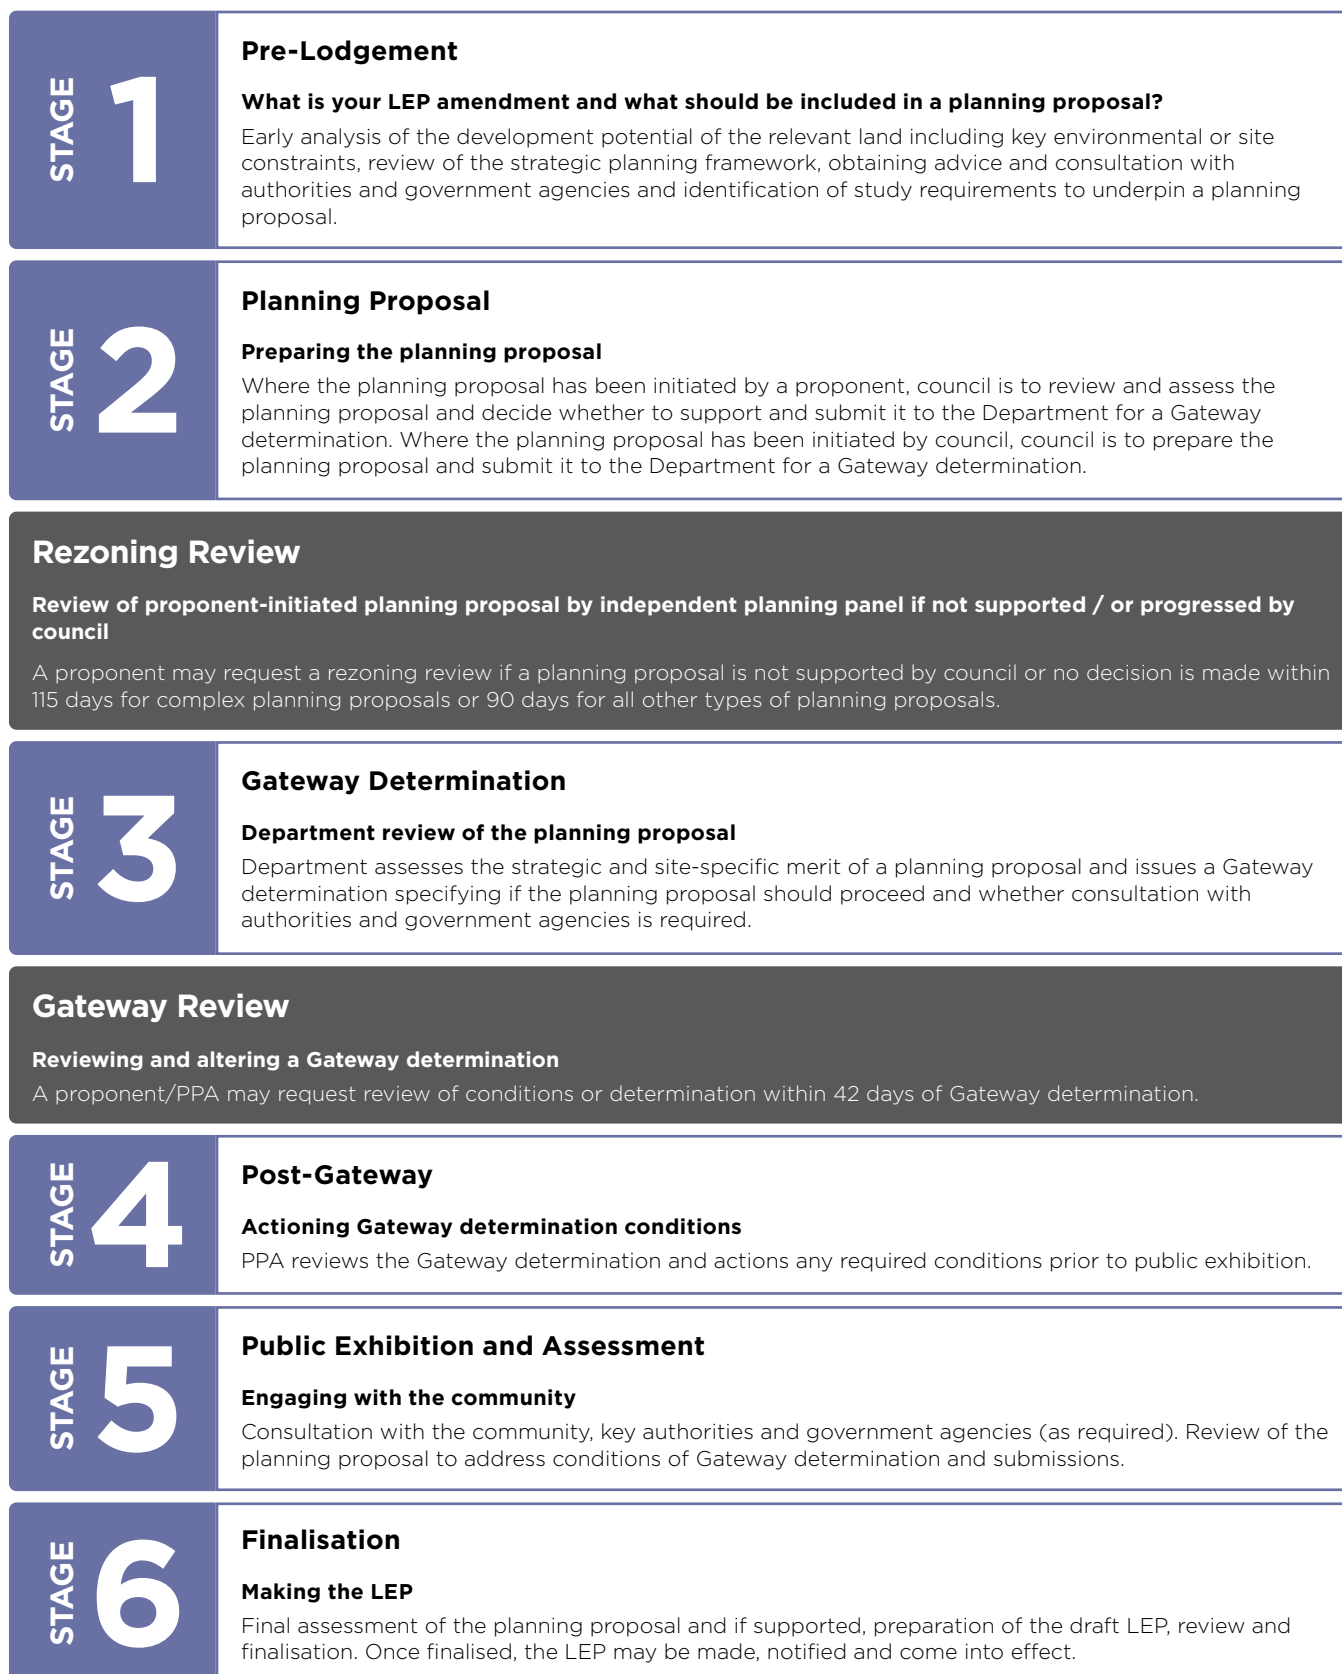 STAGE 1
Pre-Lodgement
What is your LEP amendment and what should be included in a planning proposal?
Early analysis of the development potential of the relevant land including key environmental or site
constraints, review of the strategic planning framework, obtaining advice and consultation with
authorities and government agencies and identification of study requirements to underpin a planning
proposal.
STAGE 2
Planning Proposal
Preparing the planning proposal
Where the planning proposal has been initiated by a proponent, council is to review and assess the
planning proposal and decide whether to support and submit it to the Department for a Gateway
determination. Where the planning proposal has been initiated by council, council is to prepare the
planning proposal and submit it to the Department for a Gateway determination.
Rezoning Review
Review of proponent-initiated planning proposal by independent planning panel if not supported / or progressed by
council
A proponent may request a rezoning review if a planning proposal is not supported by council or no decision is made within
115 days for complex planning proposals or 90 days for all other types of planning proposals.
STAGE 3
Gateway Determination
Department review of the planning proposal
Department assesses the strategic and site-specific merit of a planning proposal and issues a Gateway
determination specifying if the planning proposal should proceed and whether consultation with
authorities and government agencies is required.
Gateway Review
Reviewing and altering a Gateway determination
A proponent/PPA may request review of conditions or determination within 42 days of Gateway determination.
STAGE 4
Post-Gateway
Actioning Gateway determination conditions
PPA reviews the Gateway determination and actions any required conditions prior to public exhibition.
STAGE 5
Public Exhibition and Assessment
Engaging with the community
Consultation with the community, key authorities and government agencies (as required). Review of the
planning proposal to address conditions of Gateway determination and submissions.
STAGE 6
Finalisation
Making the LEP
Final assessment of the planning proposal and if supported, preparation of the draft LEP, review and
finalisation. Once finalised, the LEP may be made, notified and come into effect.